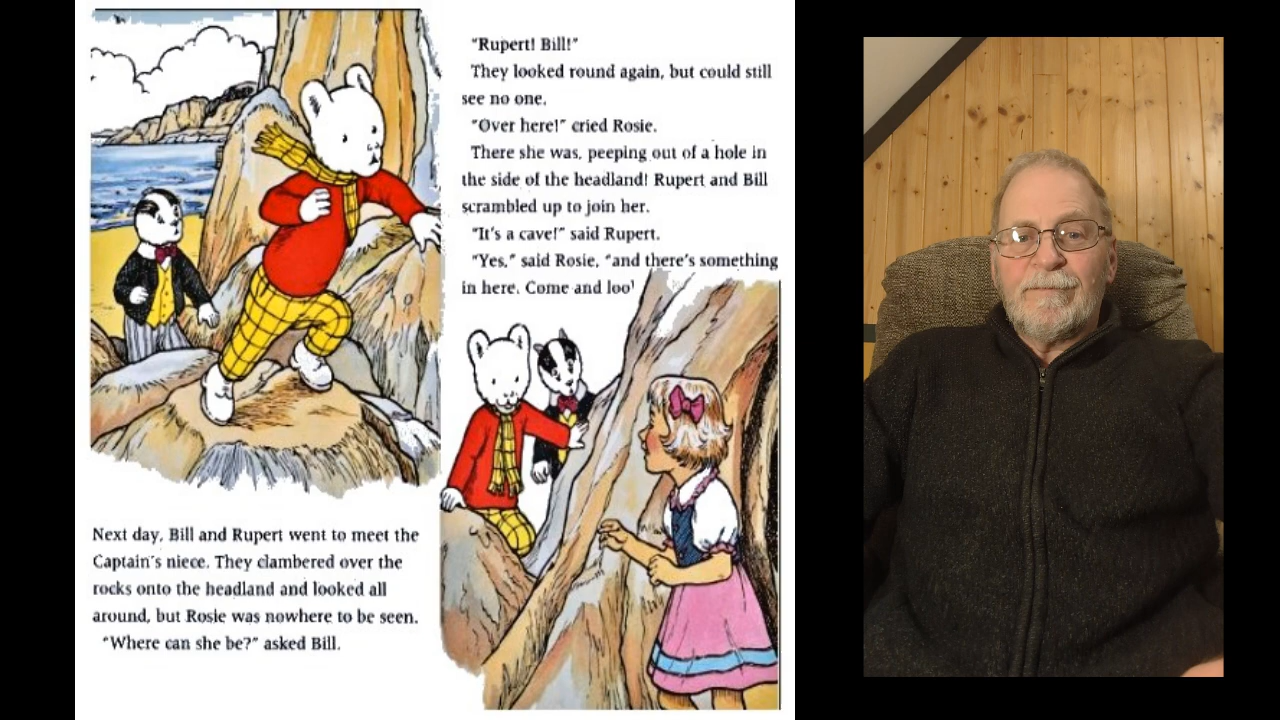 Next day, Bill and Rupert went to meet the
Captain's niece. They clambered over the
rocks onto the headland and looked all
around, but Rosie was nowhere to be seen.
"Where can she be?" asked Bill.
"Rupert! Bill!"
They looked round again, but could still
see no one.
"Over here!" cried Rosie.
There she was, peeping out of a hole in
the side of the headland! Rupert and Bill
scrambled up to join her.
"It's a cave!" said Rupert.
"Yes," said Rosie, "and there's something
in here. Come and